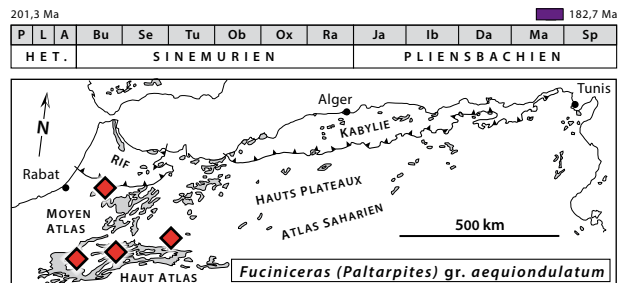 201,3 Ma 182,7 Ma
P L A Bu Se Tu Ob Ox Ra Ja Ib Da Ma Sp
HET. SINEMURIEN PLIENSBACHIEN
Tunis
Alger
N
KABYLIE
RIF
Rabat
HAUTS PLATEAUX
MOYEN
ATLAS
ATLAS SAHARIEN
500 km
HAUT ATLAS
Fuciniceras (Paltarpites) gr. aequiondulatum